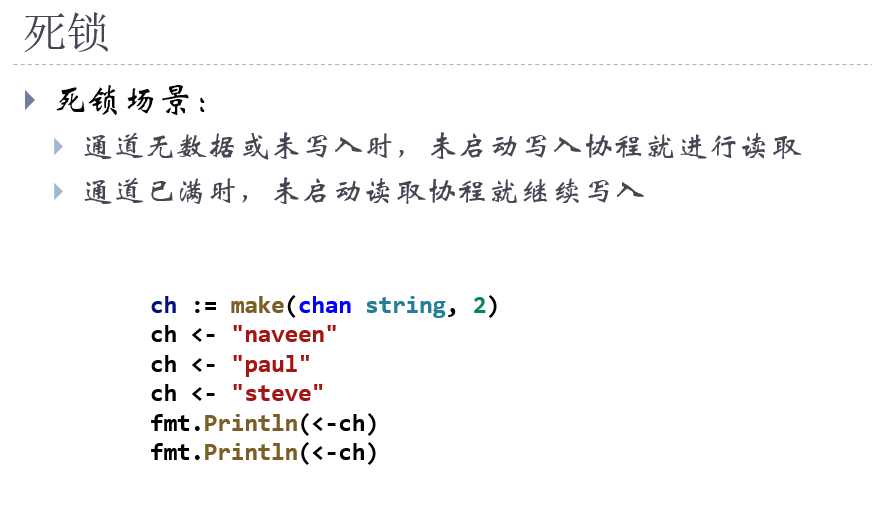 死锁
死锁场景：
通道无数据或未写入时，未启动写入协程就进行读取
通道已满时，未启动读取协程就继续写入
ch := make(chan string, 2)
ch <- "naveen"
ch <- "paul"
ch <- "steve"
fmt.Println(<-ch)
fmt.Println(<-ch)